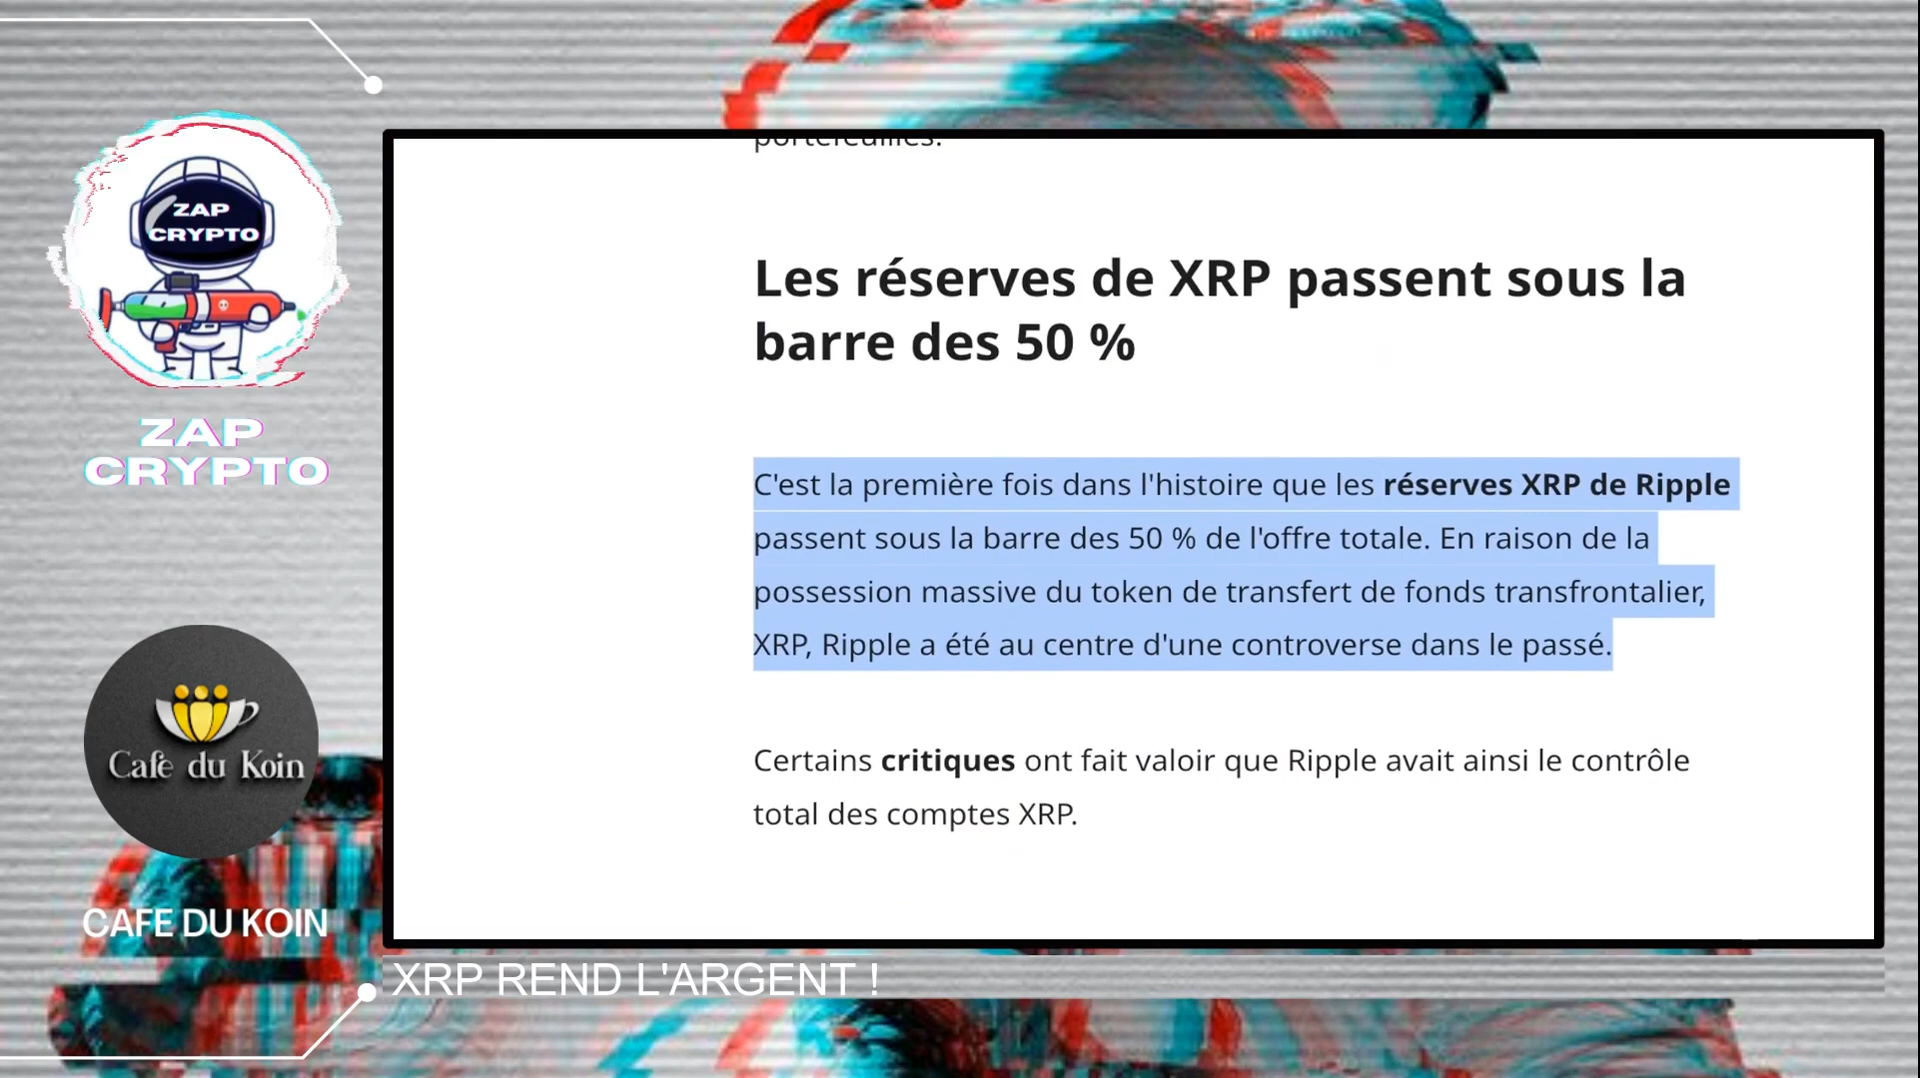 portefeuilles.
Les réserves de XRP passent sous la
barre des 50 %
C'est la première fois dans l'histoire que les réserves XRP de Ripple
passent sous la barre des 50 % de l'offre totale. En raison de la
possession massive du token de transfert de fonds transfrontalier,
XRP, Ripple a été au centre d'une controverse dans le passé.
Certains critiques ont fait valoir que Ripple avait ainsi le contrôle
total des comptes XRP.
ZAP
CRYPTO
ZAP
CRYPTO
Cafe du Koin
CAFE DU KOIN
XRP REND L'ARGENT !